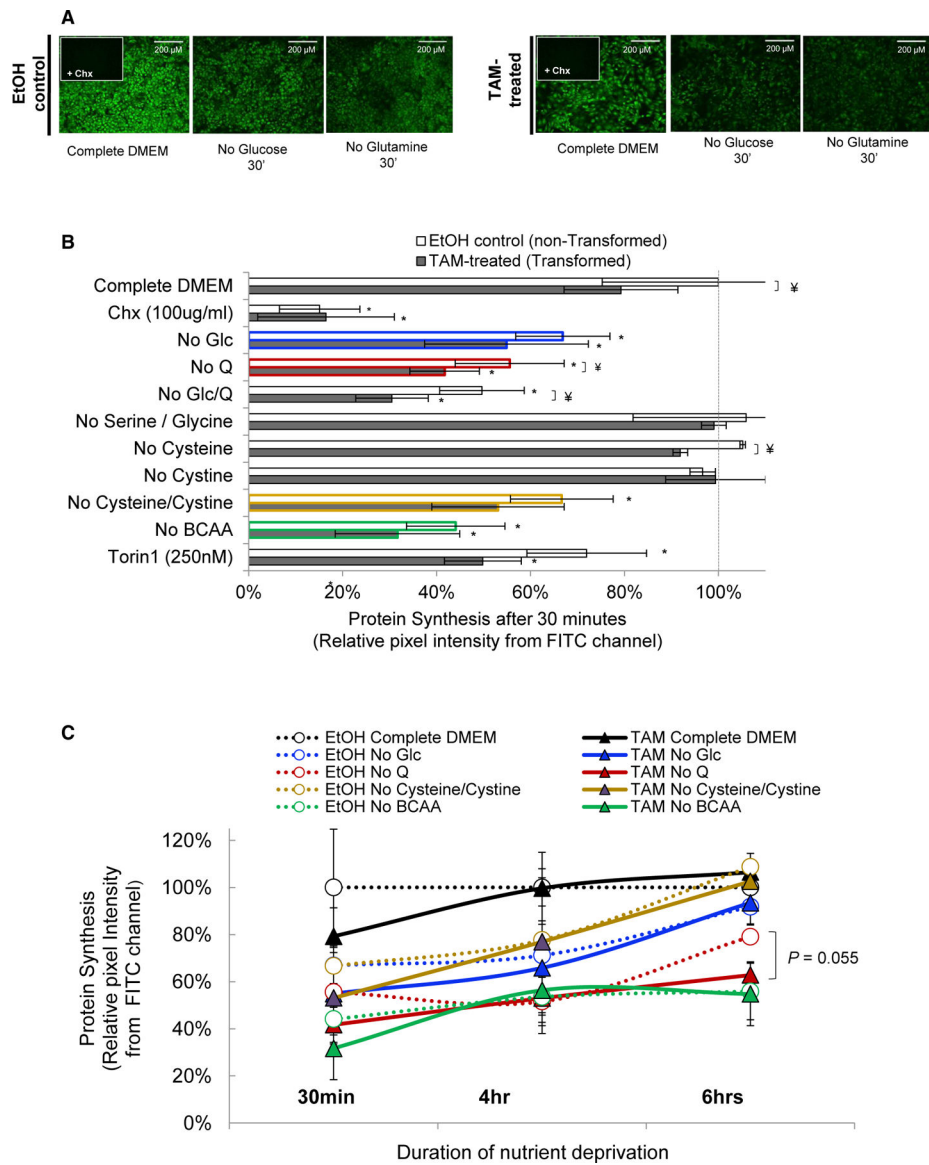 A
EtOH
control
+ Chx
200 µM
200 µM
200 µM
Complete DMEM
No Glucose
30'
No Glutamine
30'
TAM-
treated
+ Chx
200 µM
200 µM
200 µM
Complete DMEM
No Glucose
30'
No Glutamine
30'
B
EtOH control (non-Transformed)
TAM-treated (Transformed)
Complete DMEM
¥
Chx (100ug/ml)
*
*
No Glc
*
*
No Q
*
*
¥
No Glc/Q
*
*
¥
No Serine / Glycine
No Cysteine
¥
No Cystine
No Cysteine/Cystine
*
No BCAA
*
*
Torin1 (250nM)
*
*
*
0% 20% 40% 60% 80% 100%
Protein Synthesis after 30 minutes
(Relative pixel intensity from FITC channel)
C
EtOH Complete DMEM TAM Complete DMEM
EtOH No Glc TAM No Glc
EtOH No Q TAM No Q
EtOH No Cysteine/Cystine TAM No Cysteine/Cystine
EtOH No BCAA TAM No BCAA
Protein Synthesis
(Relative pixel Intensity
from FITC channel)
120%
100%
80%
60%
40%
20%
0%
P = 0.055
30min 4hr 6hrs
Duration of nutrient deprivation